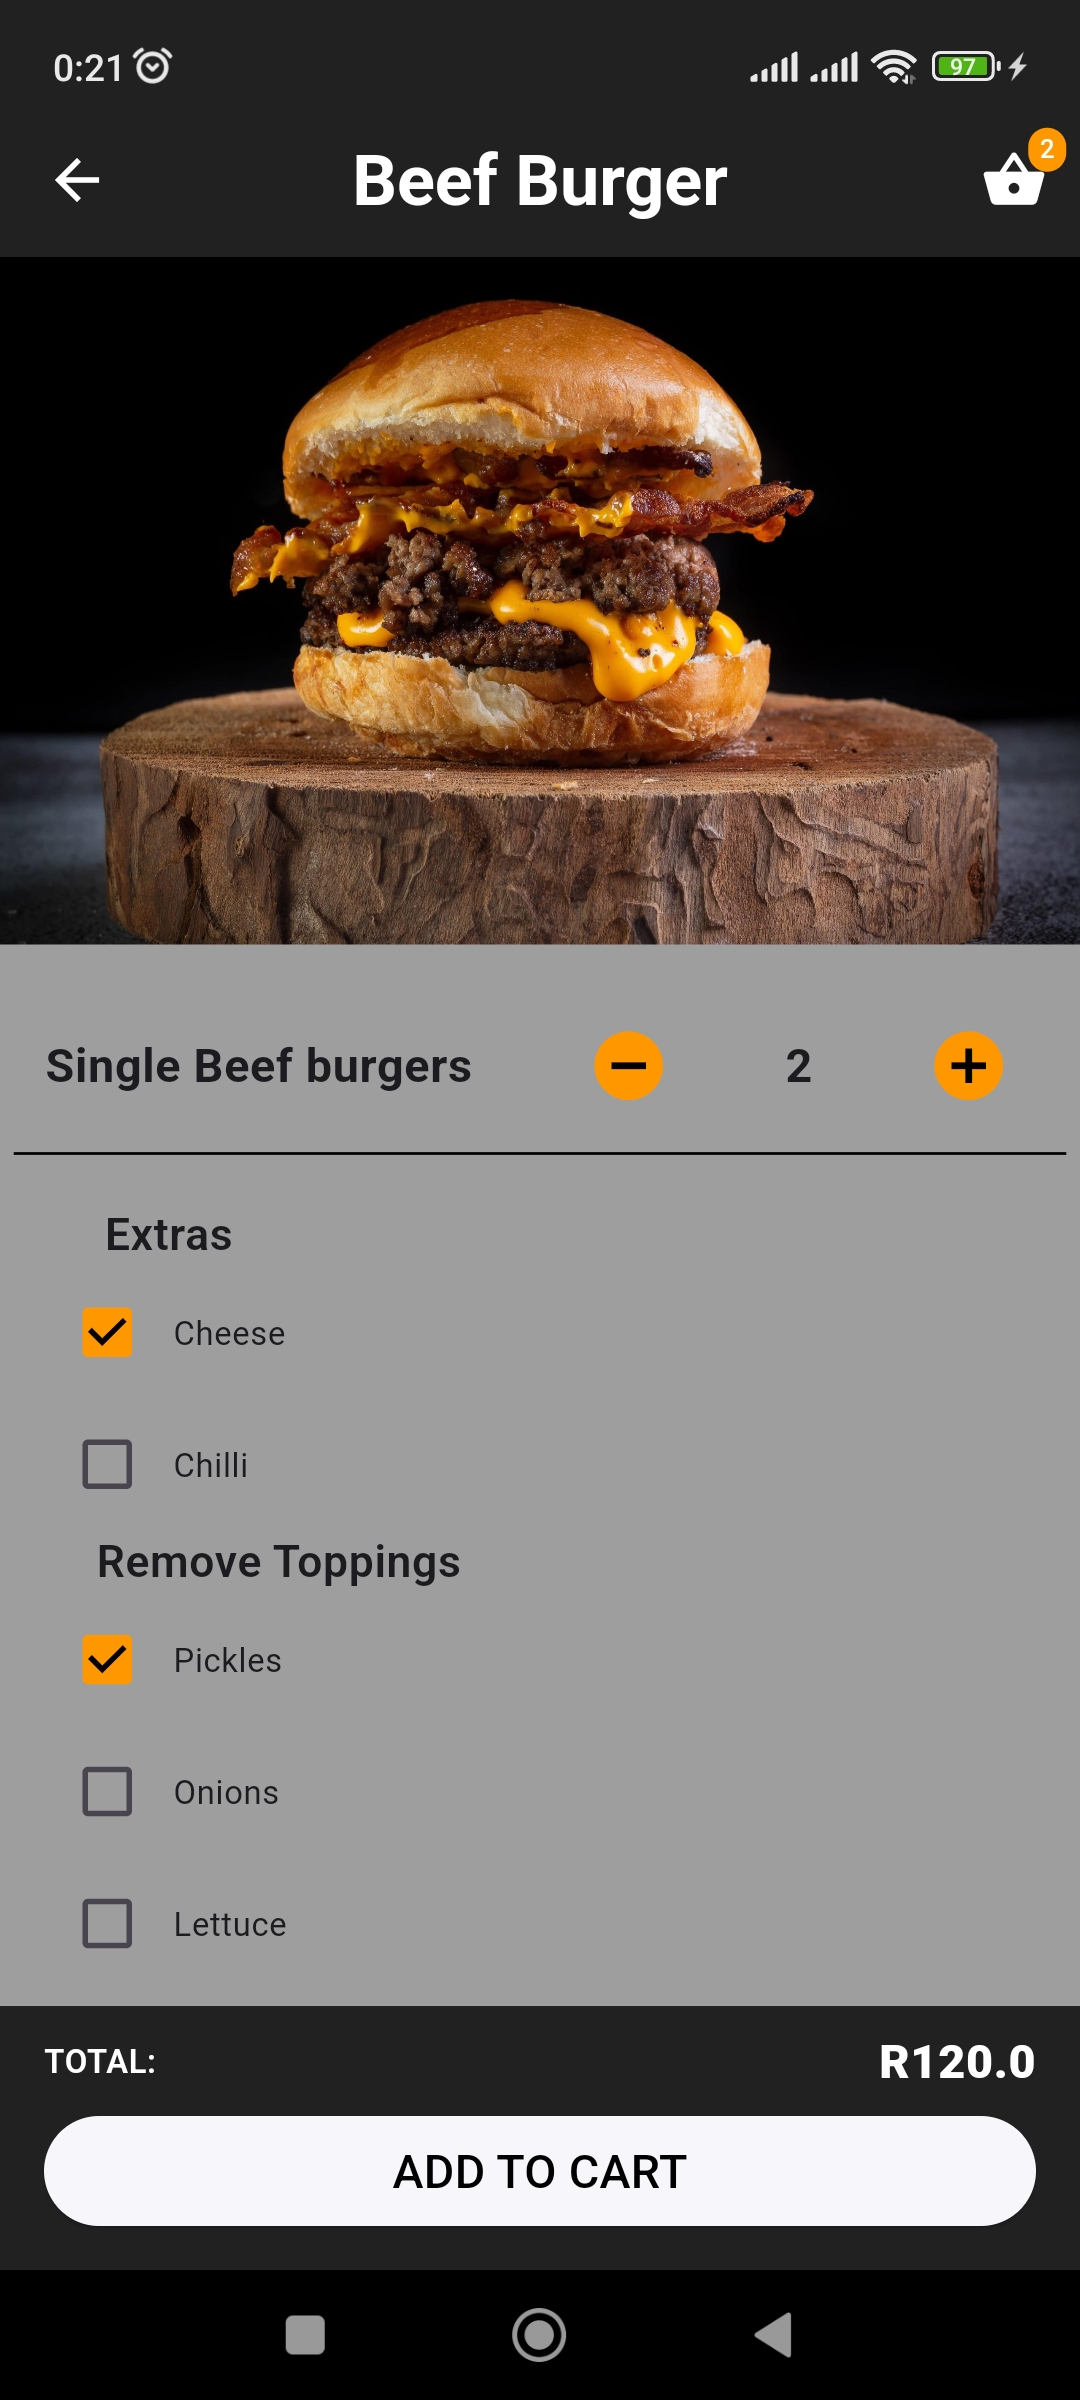 0:21
97
Beef Burger
2
Single Beef burgers
2
Extras
Cheese
Chilli
Remove Toppings
Pickles
Onions
Lettuce
TOTAL:
R120.0
ADD TO CART